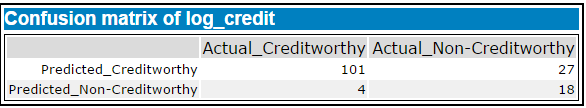 Confusion matrix of log_credit
Actual_Creditworthy Actual_Non-Creditworthy
Predicted_Creditworthy 101 27
Predicted_Non-Creditworthy 4 18